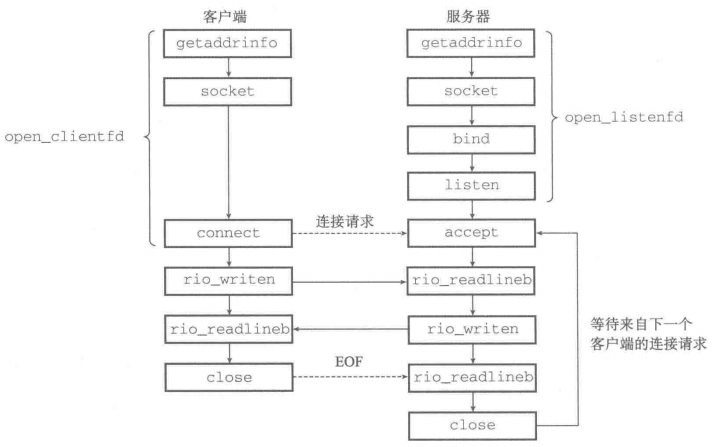 客户端
服务器
getaddrinfo
getaddrinfo
socket
socket
open_clientfd
open_listenfd
bind
listen
连接请求
connect
accept
rio_writen
rio_readlineb
等待来自下一个
客户端的连接请求
rio_readlineb
rio_writen
EOF
close
rio_readlineb
close